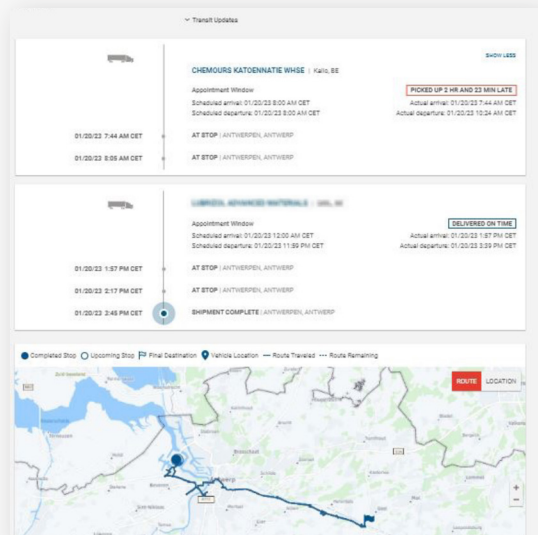 Transit Updates
SHOW LESS
CHEMOURS KATOENNATIE WHSE | Kallo, BE
Appointment Window
PICKED UP 2 HR AND 23 MIN LATE
Scheduled arrival: 01/20/23 8:00 AM CET
Actual arrival: 01/20/23 7:44 AM CET
Scheduled departure: 01/20/23 8:00 AM CET
Actual departure: 01/20/23 10:24 AM CET
01/20/23 7:44 AM CET
AT STOP | ANTWERPEN, ANTWERP
01/20/23 8:05 AM CET
AT STOP | ANTWERPEN, ANTWERP
Appointment Window
DELIVERED ON TIME
Scheduled arrival: 01/20/23 12:00 AM CET
Actual arrival: 01/20/23 1:57 PM CET
Scheduled departure: 01/20/23 11:59 PM CET
Actual departure: 01/20/23 3:39 PM CET
01/20/23 1:57 PM CET
AT STOP | ANTWERPEN, ANTWERP
01/20/23 2:17 PM CET
AT STOP | ANTWERPEN, ANTWERP
01/20/23 2:45 PM CET
SHIPMENT COMPLETE | ANTWERPEN, ANTWERP
Completed Stop Upcoming Stop Final Destination Vehicle Location Route Traveled Route Remaining
ROUTE LOCATION
+
−